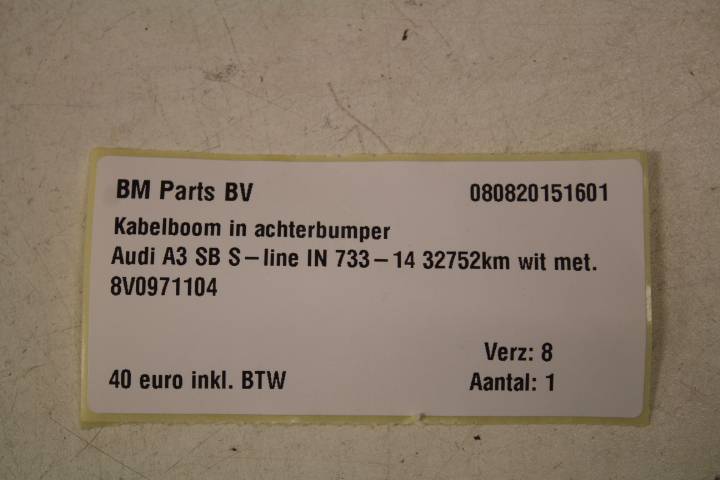 BM Parts BV 080820151601
Kabelboom in achterbumper
Audi A3 SB S-line IN 733-14 32752km wit met.
8V0971104
Verz: 8
40 euro inkl. BTW Aantal: 1